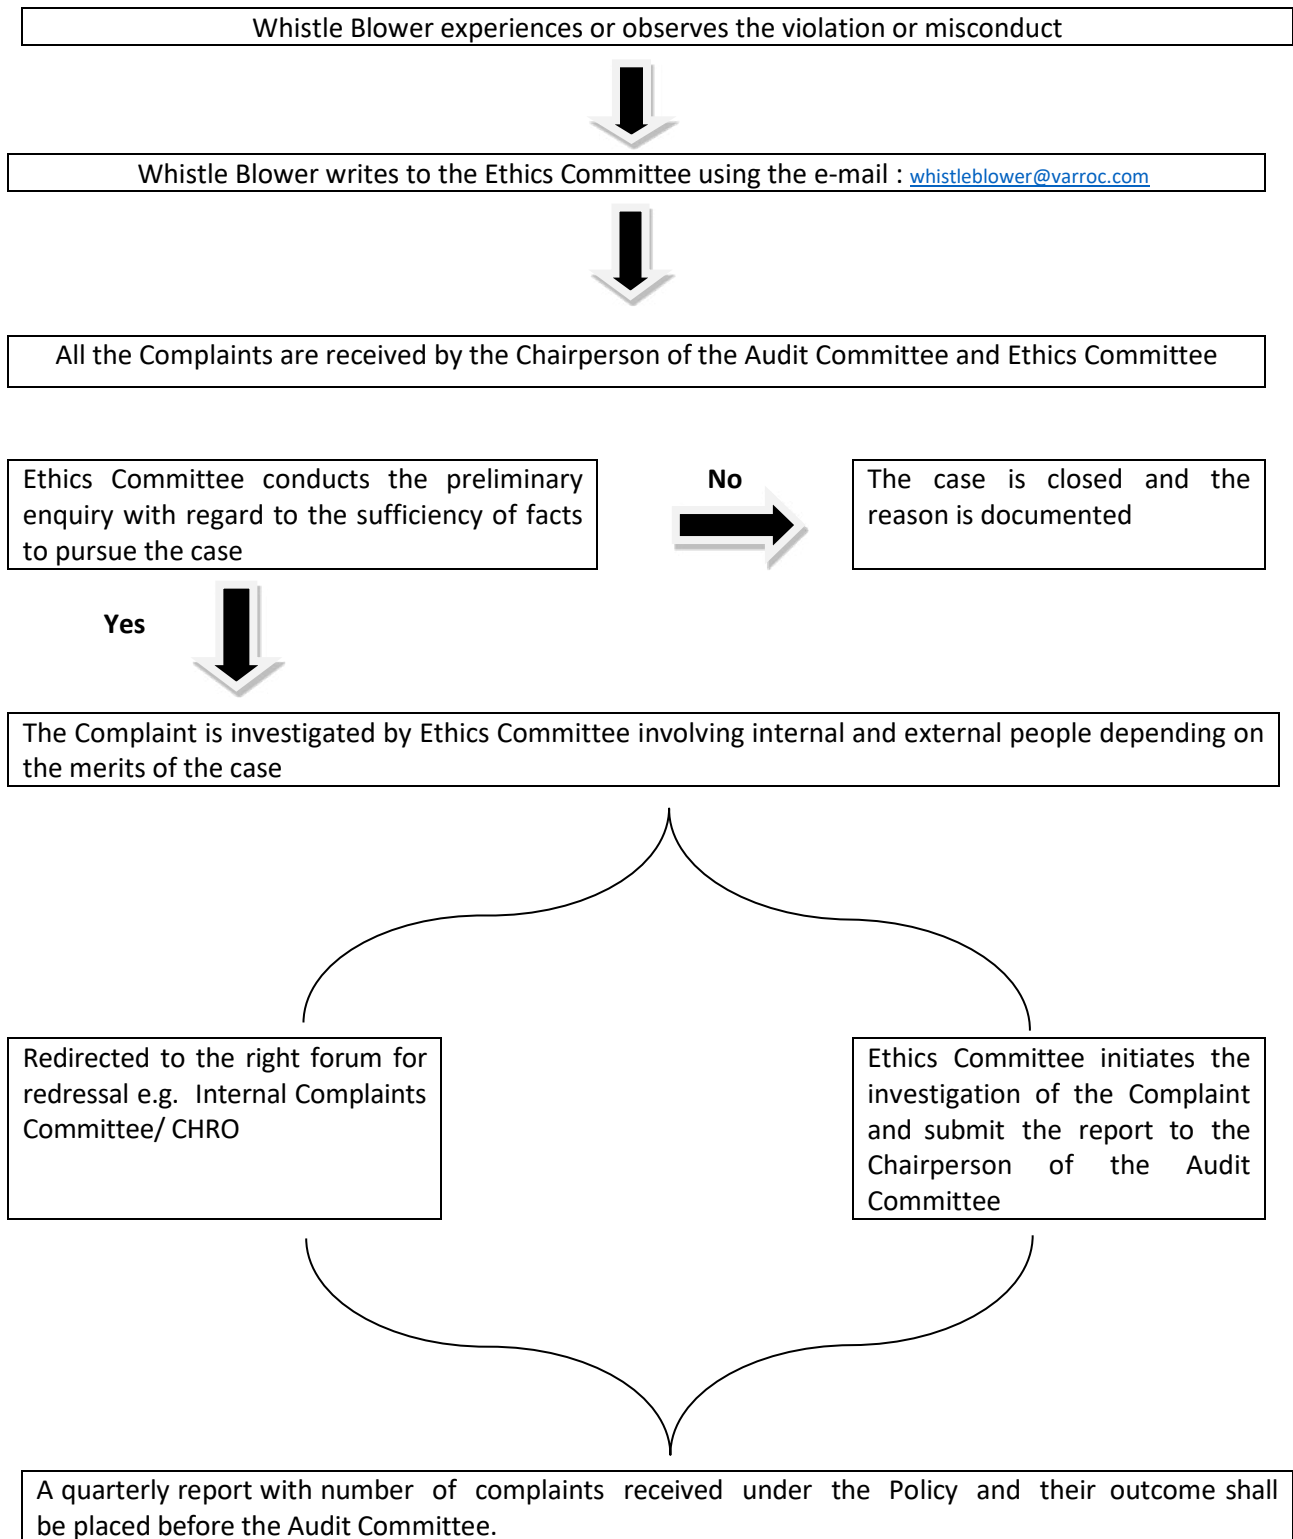 Whistle Blower experiences or observes the violation or misconduct
Whistle Blower writes to the Ethics Committee using the e-mail : whistleblower@varroc.com
All the Complaints are received by the Chairperson of the Audit Committee and Ethics Committee
Ethics Committee conducts the preliminary
enquiry with regard to the sufficiency of facts
to pursue the case
No
The case is closed and the
reason is documented
Yes
The Complaint is investigated by Ethics Committee involving internal and external people depending on
the merits of the case
Redirected to the right forum for
redressal e.g. Internal Complaints
Committee/ CHRO
Ethics Committee initiates the
investigation of the Complaint
and submit the report to the
Chairperson of the Audit
Committee
A quarterly report with number of complaints received under the Policy and their outcome shall
be placed before the Audit Committee.